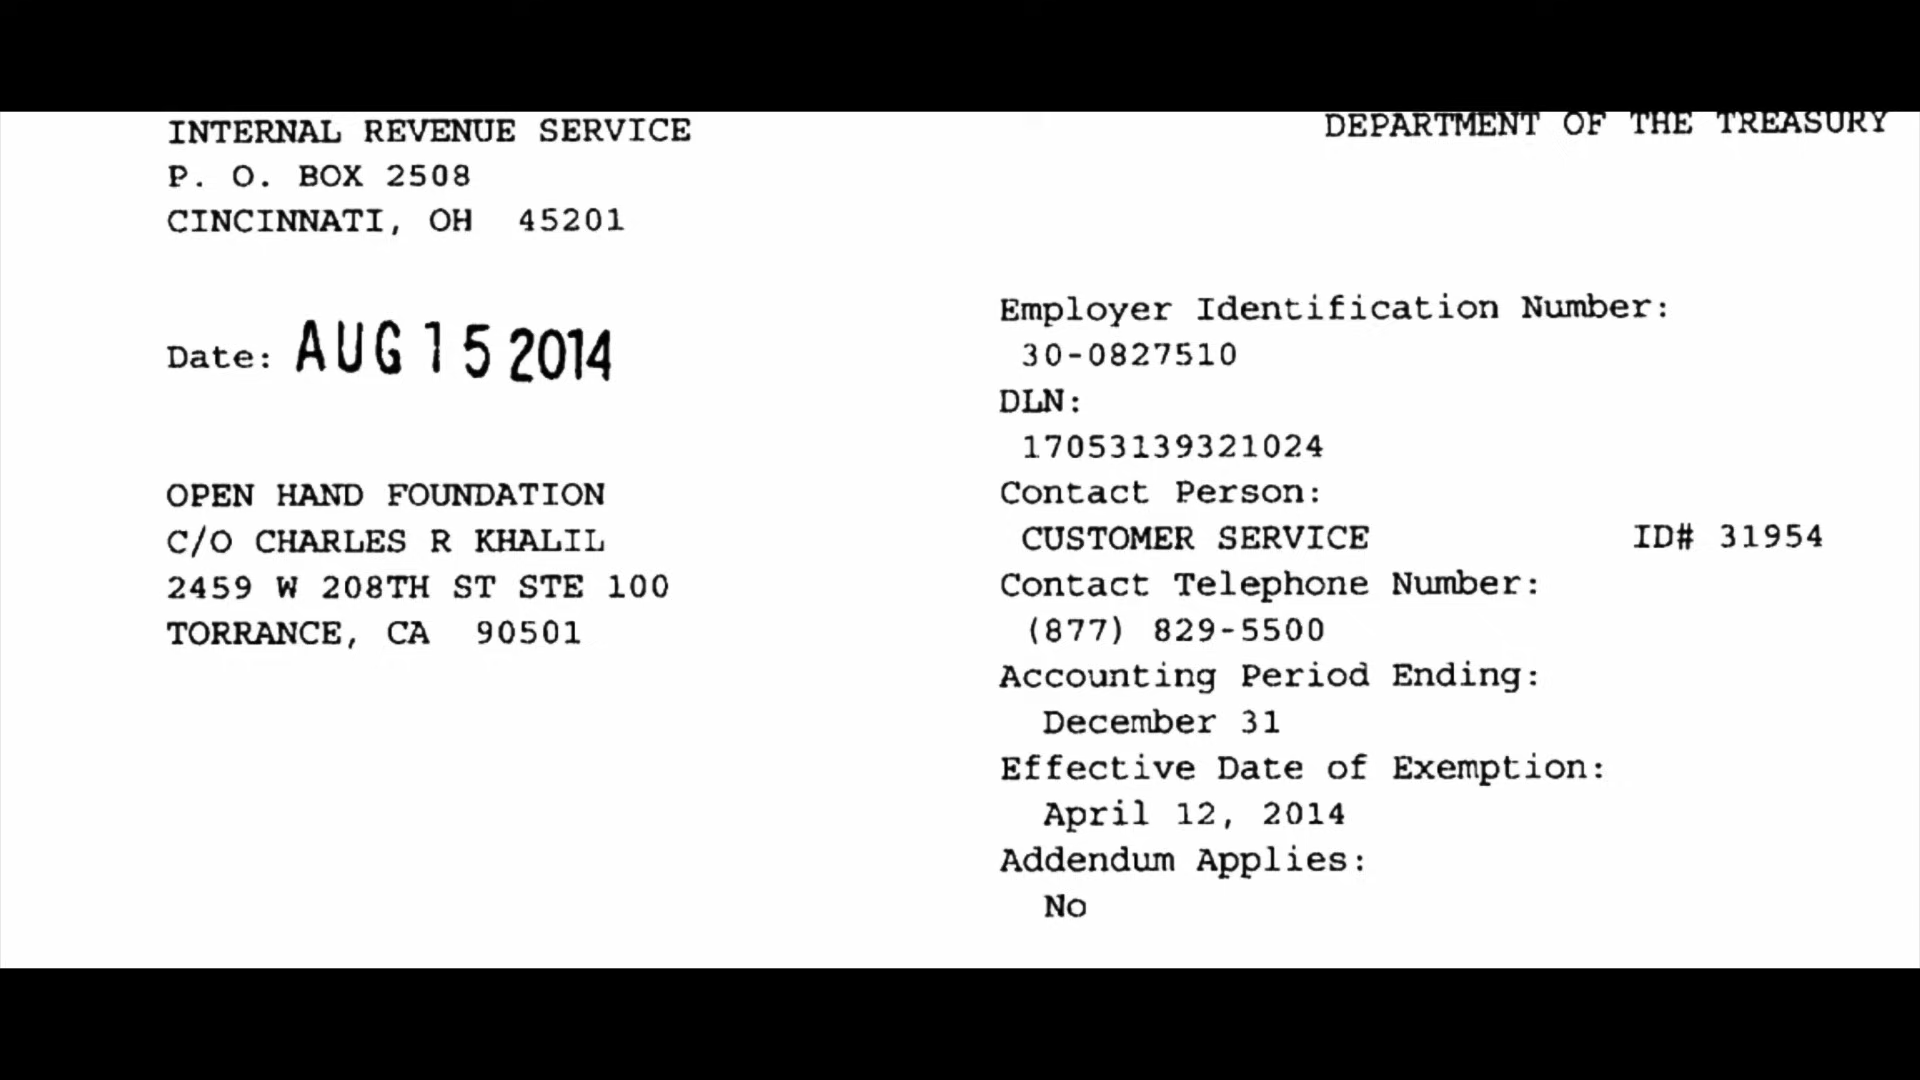 INTERNAL REVENUE SERVICE
P. O. BOX 2508
CINCINNATI, OH 45201
DEPARTMENT OF THE TREASURY
Date: AUG 15 2014
OPEN HAND FOUNDATION
C/O CHARLES R KHALIL
2459 W 208TH ST STE 100
TORRANCE, CA 90501
Employer Identification Number:
30-0827510
DLN:
17053139321024
Contact Person:
CUSTOMER SERVICE ID# 31954
Contact Telephone Number:
(877) 829-5500
Accounting Period Ending:
December 31
Effective Date of Exemption:
April 12, 2014
Addendum Applies:
No